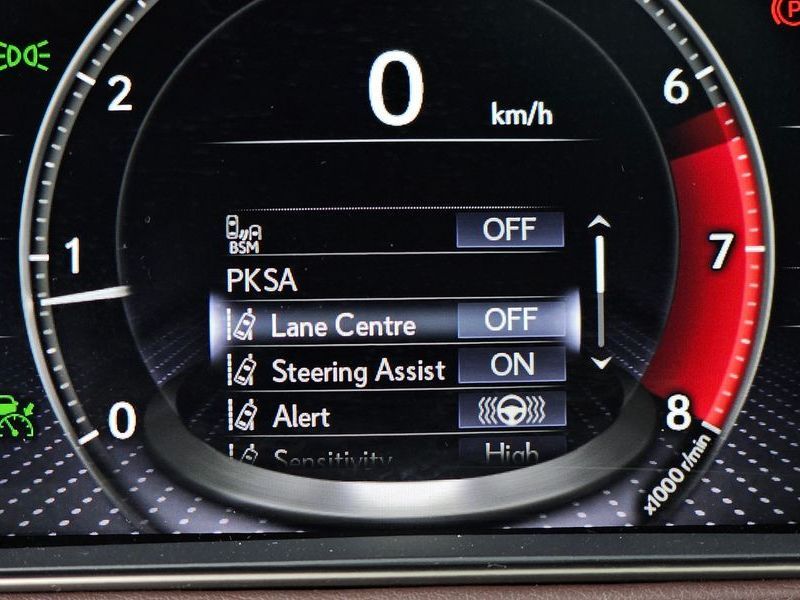 P
0 km/h
2
6
BSM OFF
1
7
PKSA
Lane Centre OFF
Steering Assist ON
Alert
0
8
Sensitivity High
x1000 r/min